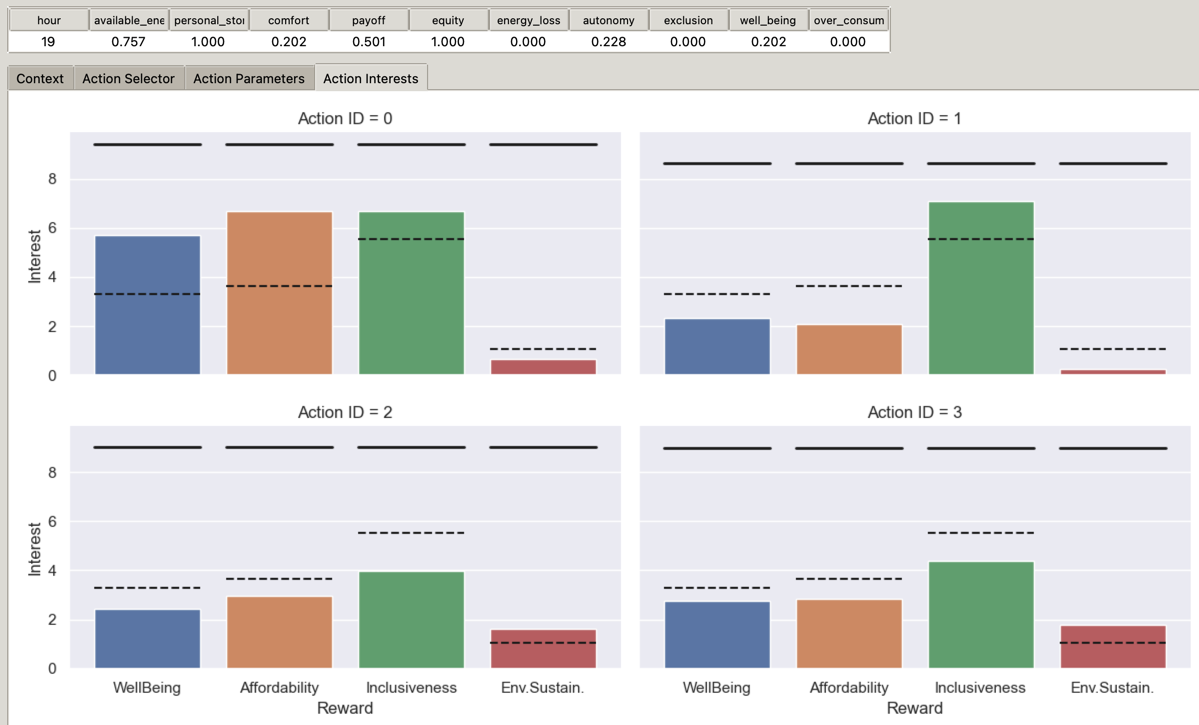 hour available_ene personal_stor comfort payoff equity energy_loss autonomy exclusion well_being over_consum
19 0.757 1.000 0.202 0.501 1.000 0.000 0.228 0.000 0.202 0.000
Context Action Selector Action Parameters Action Interests
Action ID = 0 Action ID = 1
8
6
4
2
0
Interest
Action ID = 2 Action ID = 3
8
6
4
2
0
Interest
WellBeing Affordability Inclusiveness Env.Sustain. WellBeing Affordability Inclusiveness Env.Sustain.
Reward Reward